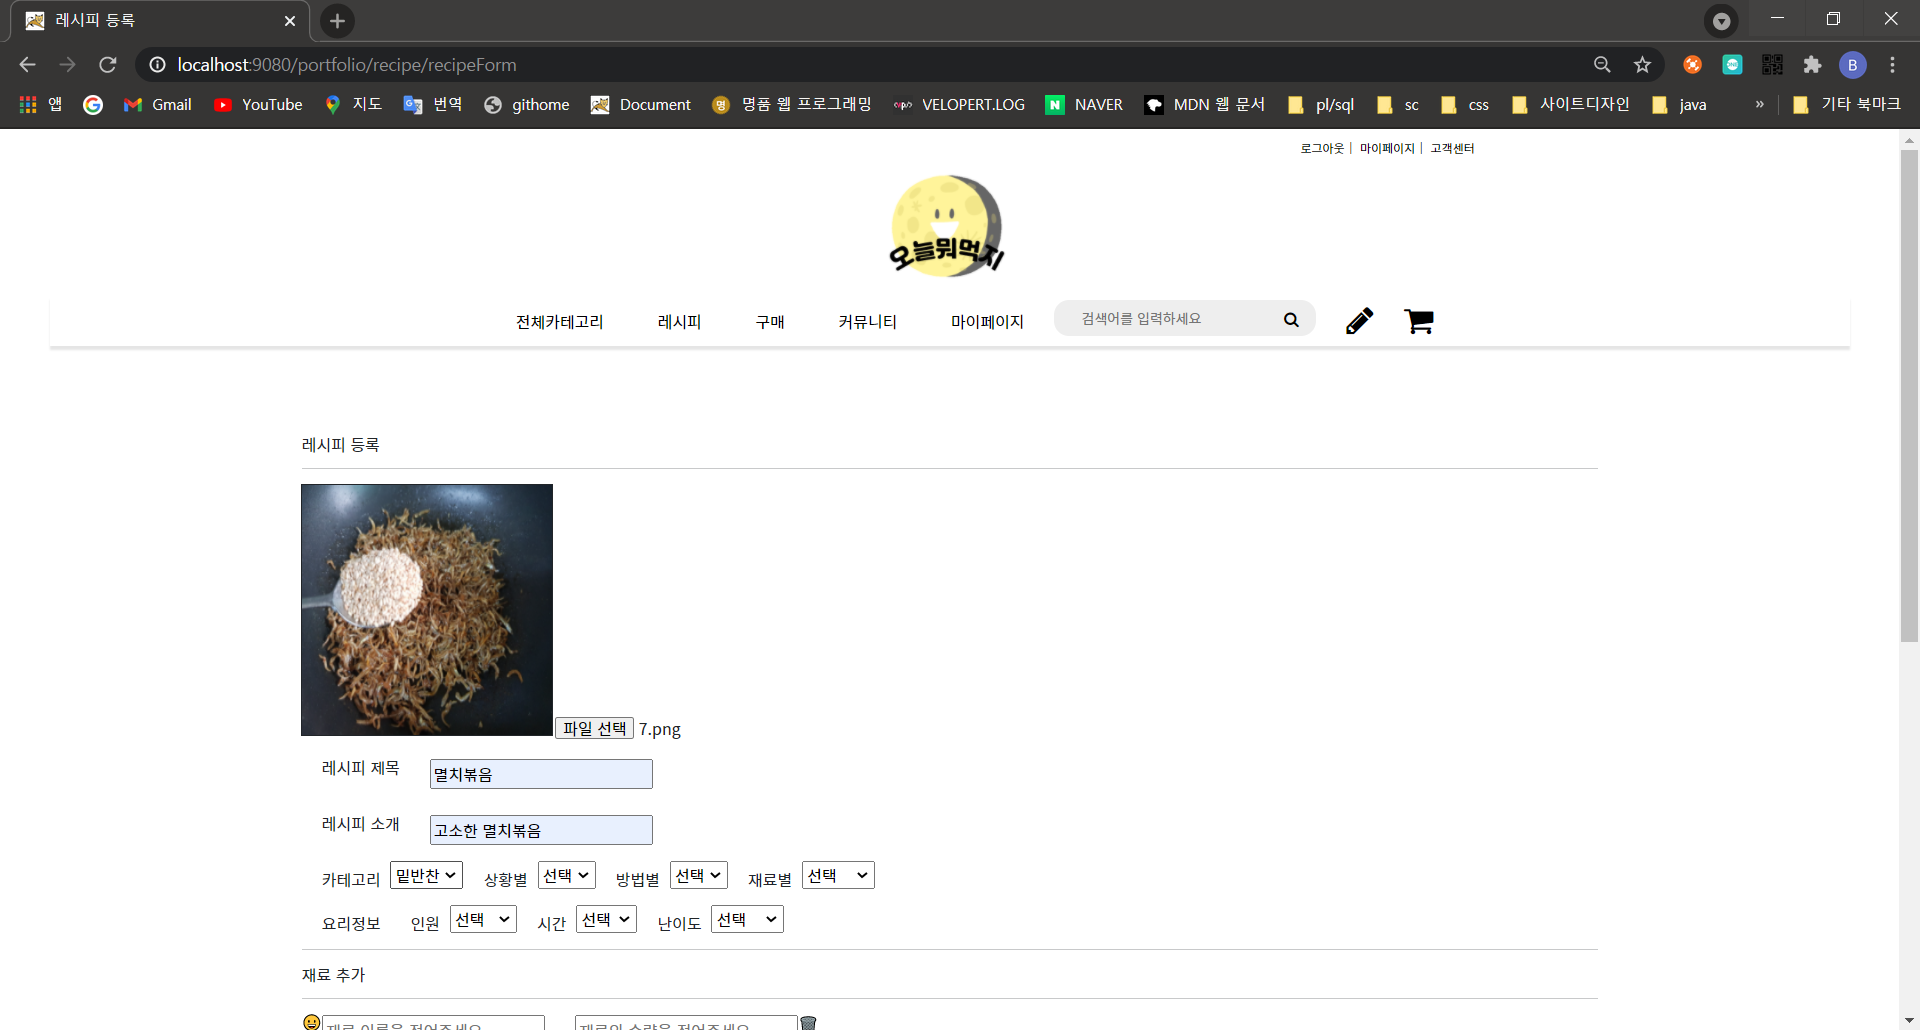 레시피 등록
localhost:9080/portfolio/recipe/recipeForm
앱 Gmail YouTube 지도 번역 githome Document 명품 웹 프로그래밍 VELOPERT.LOG NAVER MDN 웹 문서 pl/sql sc css 사이트디자인 java » 기타 북마크
로그아웃 | 마이페이지 | 고객센터
오늘뭐먹지
전체카테고리 레시피 구매 커뮤니티 마이페이지 검색어를 입력하세요
레시피 등록
파일 선택 7.png
레시피 제목 멸치볶음
레시피 소개 고소한 멸치볶음
카테고리 밑반찬 상황별 선택 방법별 선택 재료별 선택
요리정보 인원 선택 시간 선택 난이도 선택
재료 추가